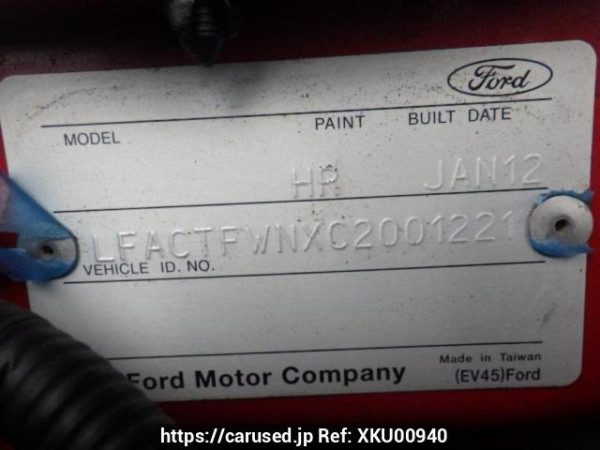 Ford
MODEL PAINT BUILT DATE
HR JAN12
LFACTFWNXC2001221
VEHICLE ID. NO.
Ford Motor Company
Made in Taiwan
(EV45)Ford
https://carused.jp Ref: XKU00940